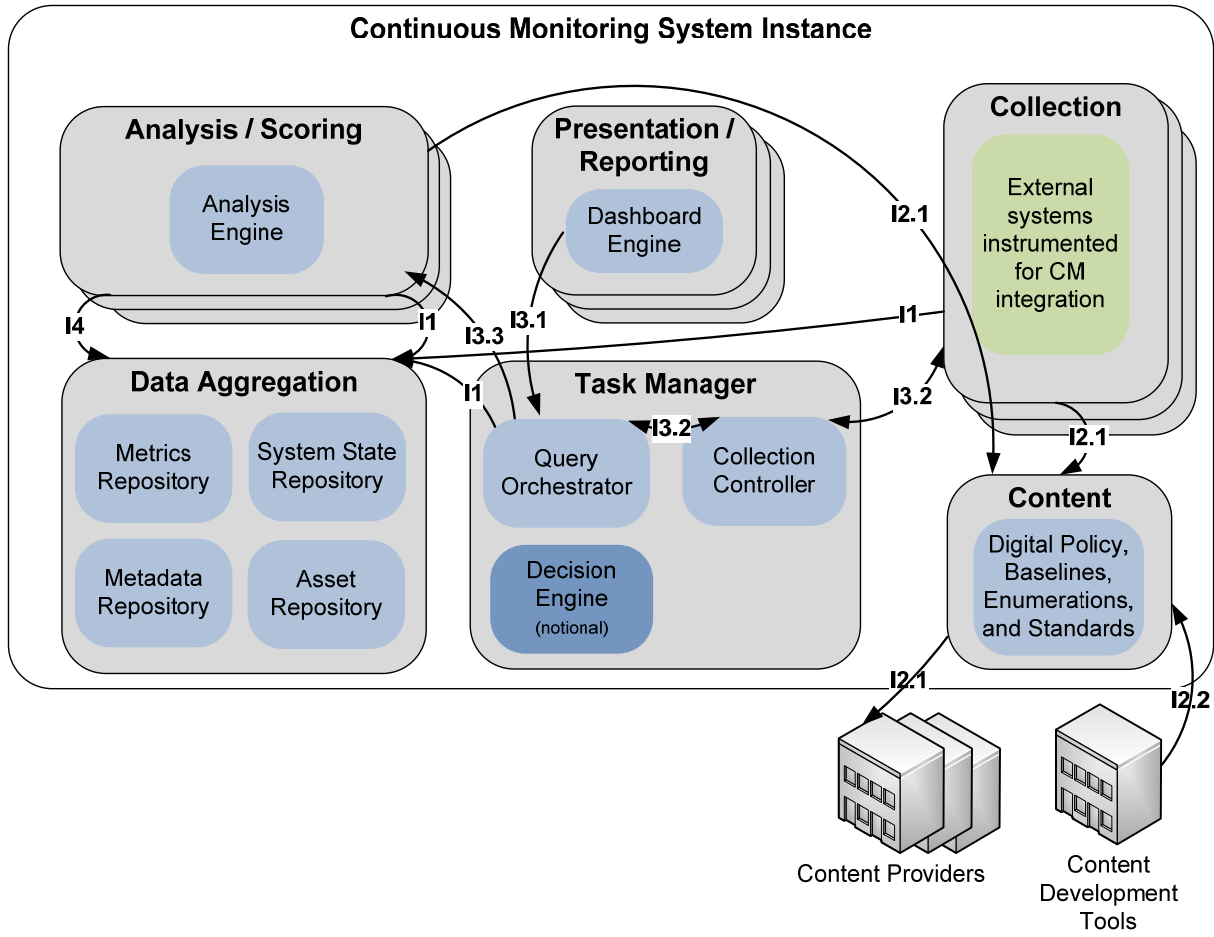 Continuous Monitoring System Instance
Analysis / Scoring
Analysis
Engine
Presentation /
Reporting
Dashboard
Engine
Collection
External
systems
instrumented
for CM
integration
I2.1
I4
I1
I3.3
I3.1
I1
I3.2
I1
I3.2
I2.1
Data Aggregation
Metrics
Repository
System State
Repository
Metadata
Repository
Asset
Repository
Task Manager
Query
Orchestrator
Collection
Controller
Decision
Engine
(notional)
Content
Digital Policy,
Baselines,
Enumerations,
and Standards
I2.1
I2.2
Content Providers
Content
Development
Tools